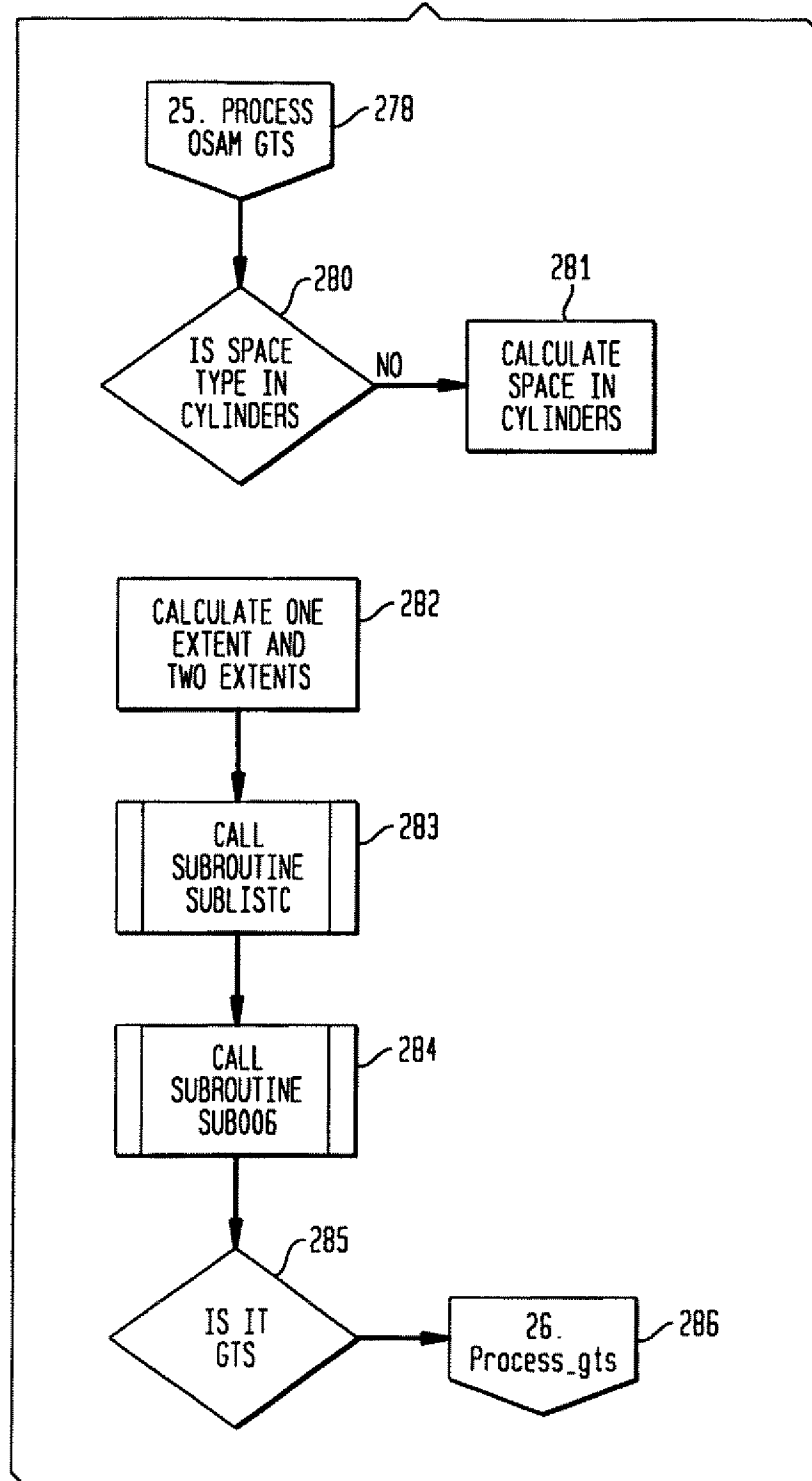 25. PROCESS
OSAM GTS
278
280
IS SPACE
TYPE IN
CYLINDERS
NO
281
CALCULATE
SPACE IN
CYLINDERS
CALCULATE ONE
EXTENT AND
TWO EXTENTS
282
CALL
SUBROUTINE
SUBLISTC
283
CALL
SUBROUTINE
SUB006
284
285
IS IT
GTS
26.
Process_gts
286